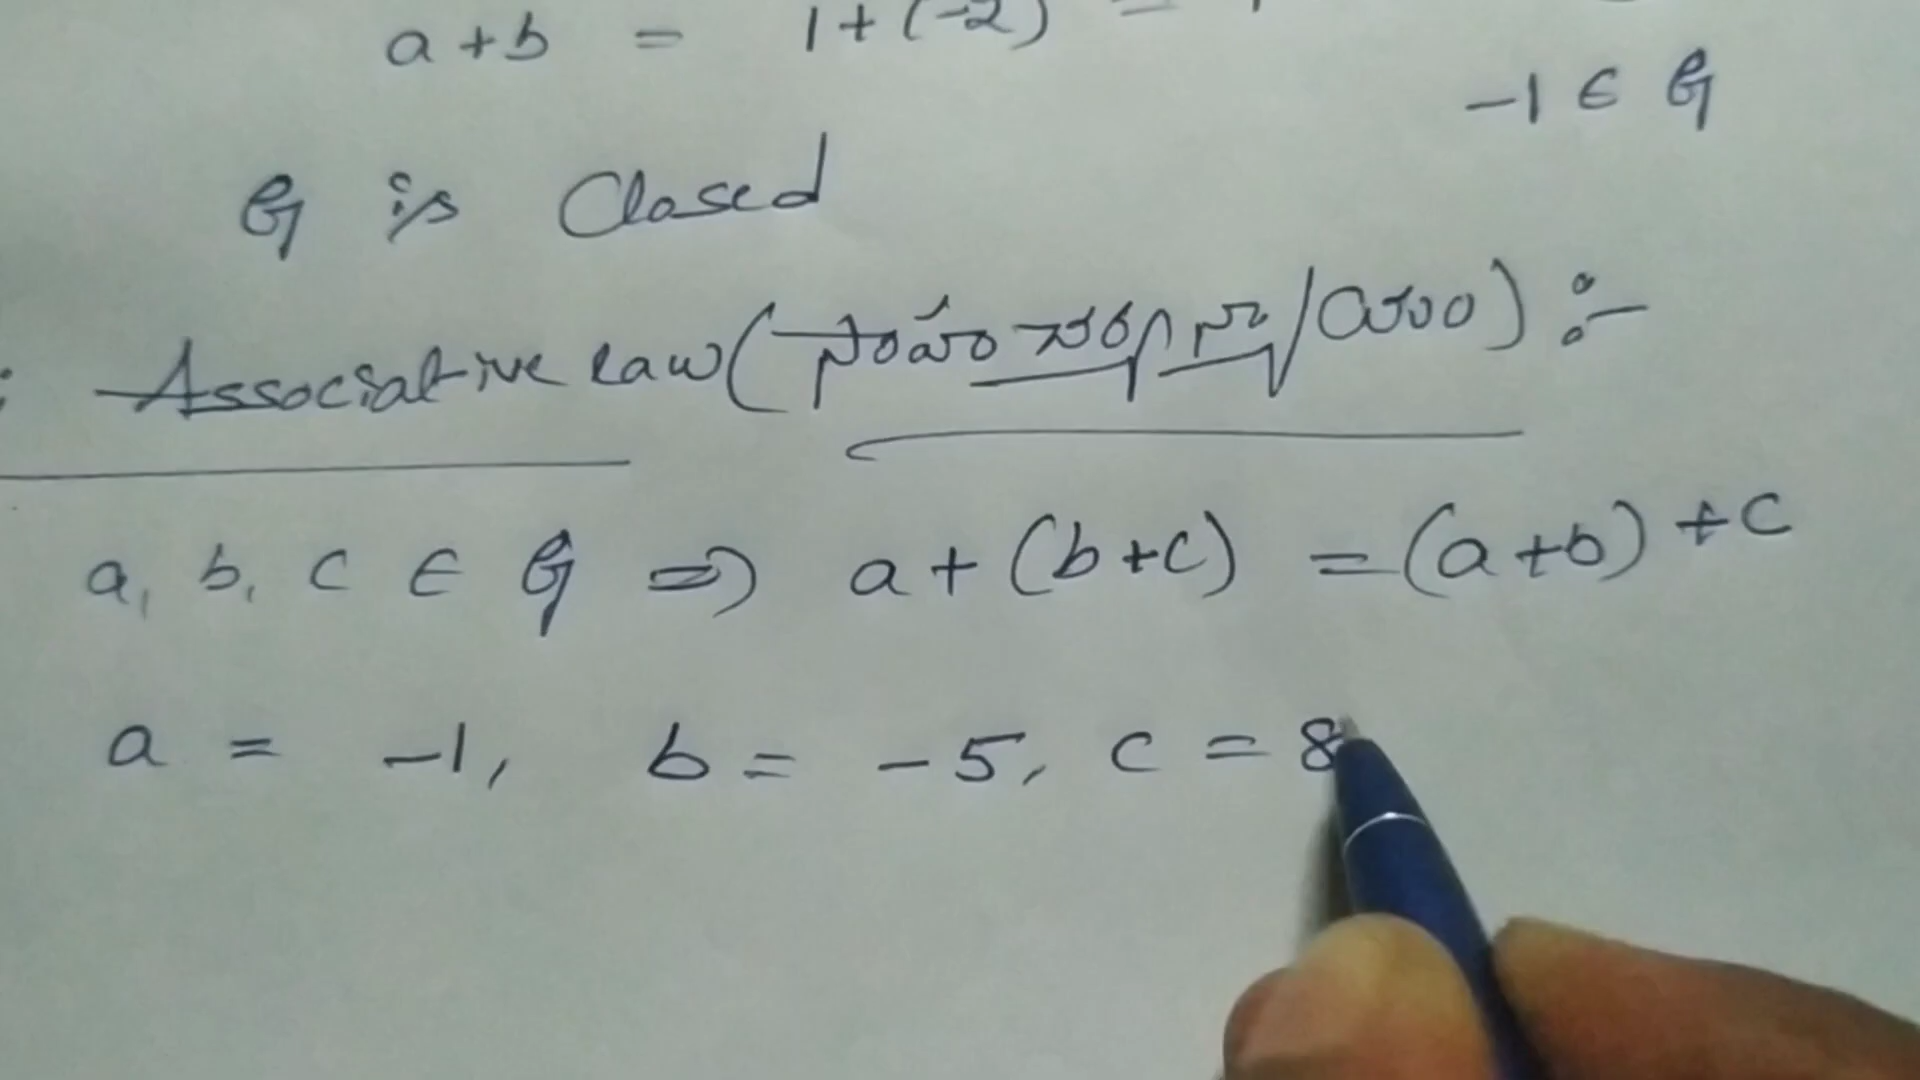 a+b = 1+(-2) =
-1 ∈ G
G is Closed
Associative law( ) :-
a, b, c ∈ G ⇒ a+(b+c) =(a+b)+c
a = -1, b = -5, c = 8